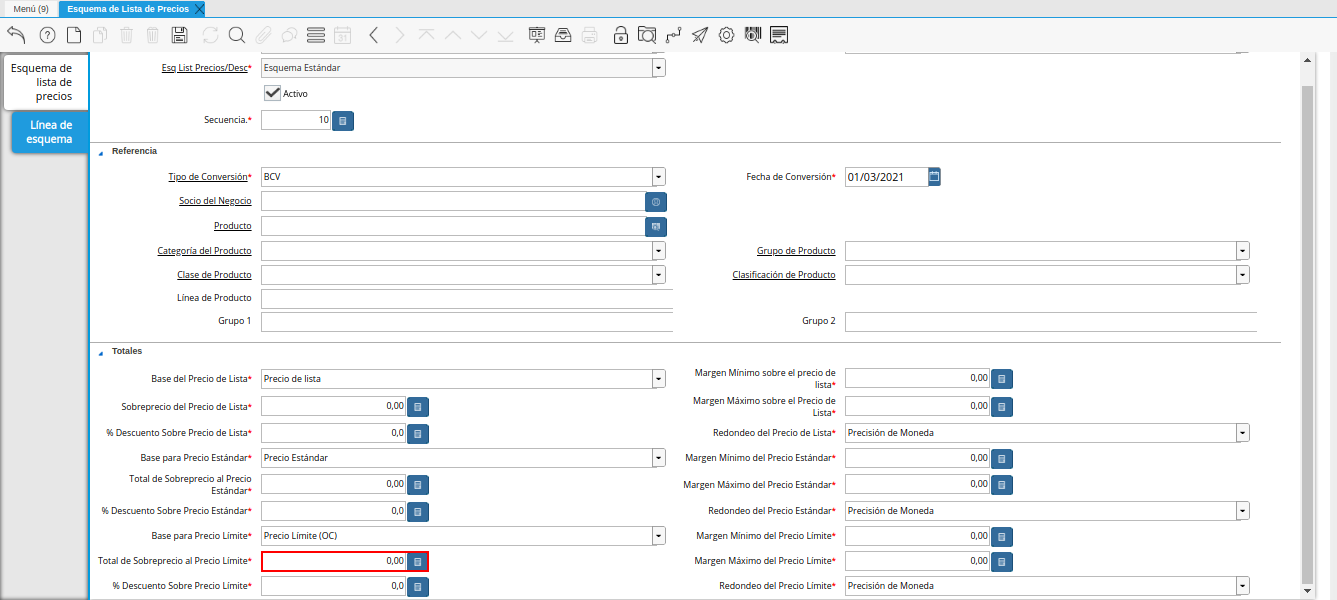 Menú (9) Esquema de Lista de Precios
31
Esquema de
lista de
precios
Línea de
esquema
Esq List Precios/Desc* Esquema Estándar
Activo
Secuencia.* 10
Referencia
Tipo de Conversión* BCV Fecha de Conversión* 01/03/2021
Socio del Negocio
Producto
Categoría del Producto Grupo de Producto
Clase de Producto Clasificación de Producto
Línea de Producto
Grupo 1 Grupo 2
Totales
Base del Precio de Lista* Precio de lista Margen Mínimo sobre el precio de
lista* 0,00
Sobreprecio del Precio de Lista* 0,00 Margen Máximo sobre el Precio de
Lista* 0,00
% Descuento Sobre Precio de Lista* 0,0 Redondeo del Precio de Lista* Precisión de Moneda
Base para Precio Estándar* Precio Estándar Margen Mínimo del Precio Estándar* 0,00
Total de Sobreprecio al Precio
Estándar* 0,00 Margen Máximo del Precio Estándar* 0,00
% Descuento Sobre Precio Estándar* 0,0 Redondeo del Precio Estándar* Precisión de Moneda
Base para Precio Límite* Precio Límite (OC) Margen Mínimo del Precio Límite* 0,00
Total de Sobreprecio al Precio Límite* 0,00 Margen Máximo del Precio Límite* 0,00
% Descuento Sobre Precio Límite* 0,0 Redondeo del Precio Límite* Precisión de Moneda